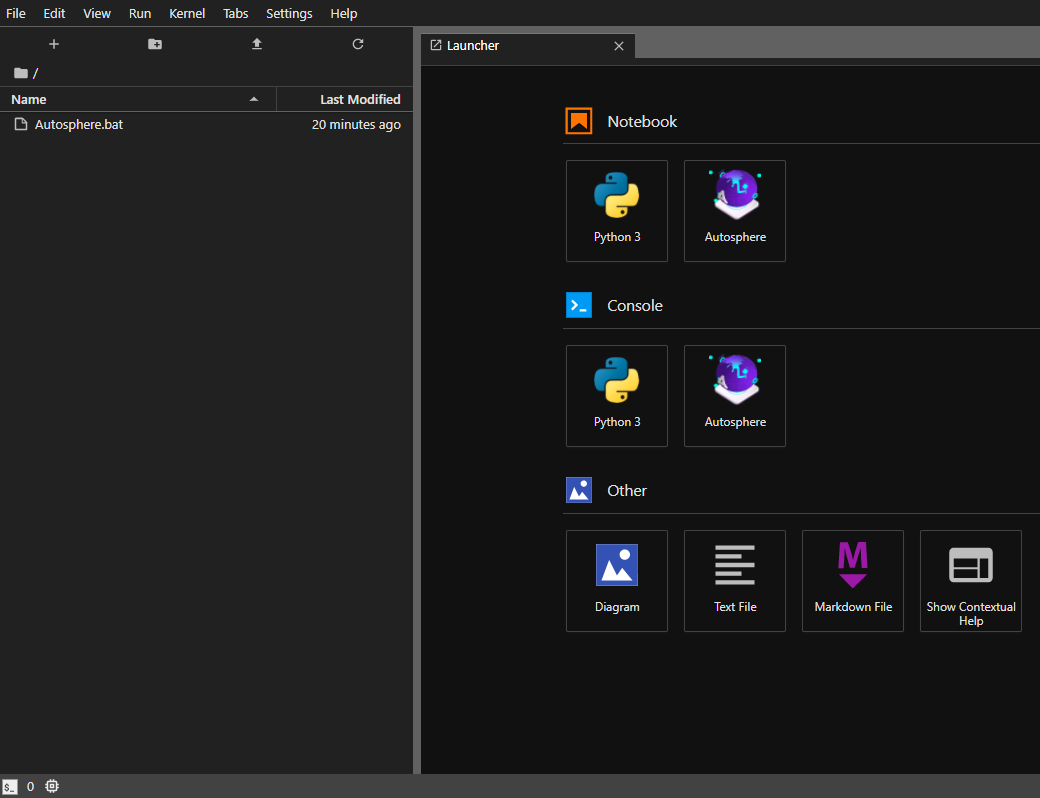 File Edit View Run Kernel Tabs Settings Help
Launcher
/
Name Last Modified
Autosphere.bat 20 minutes ago
Notebook
Python 3 Autosphere
Console
Python 3 Autosphere
Other
Diagram Text File Markdown File Show Contextual
Help
$_ 0